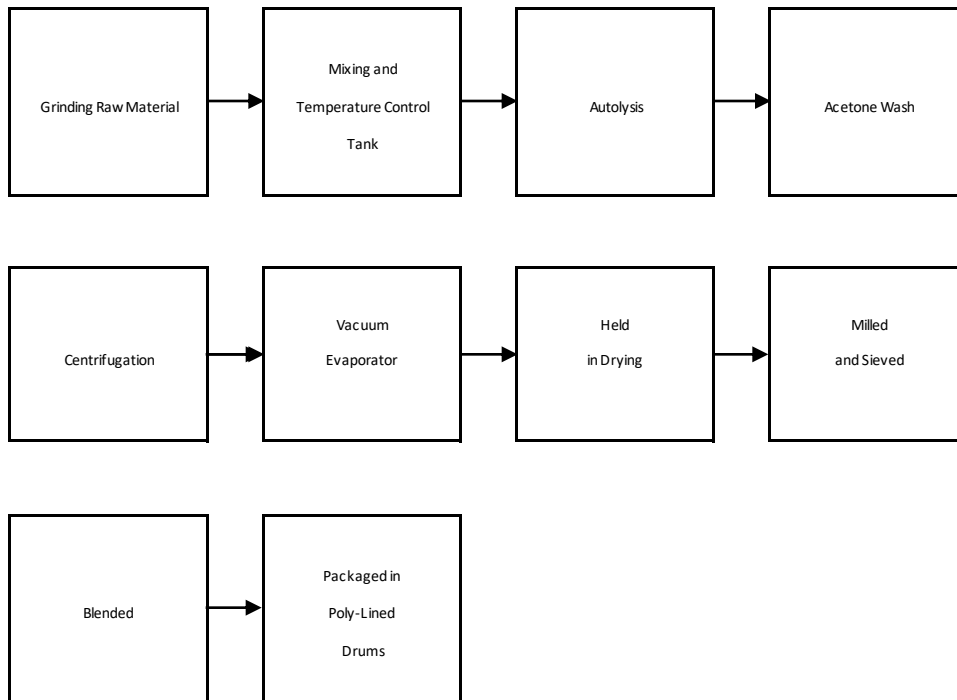 Grinding Raw Material
Mixing and
Temperature Control
Tank
Autolysis
Acetone Wash
Centrifugation
Vacuum
Evaporator
Held
in Drying
Milled
and Sieved
Blended
Packaged in
Poly-Lined
Drums